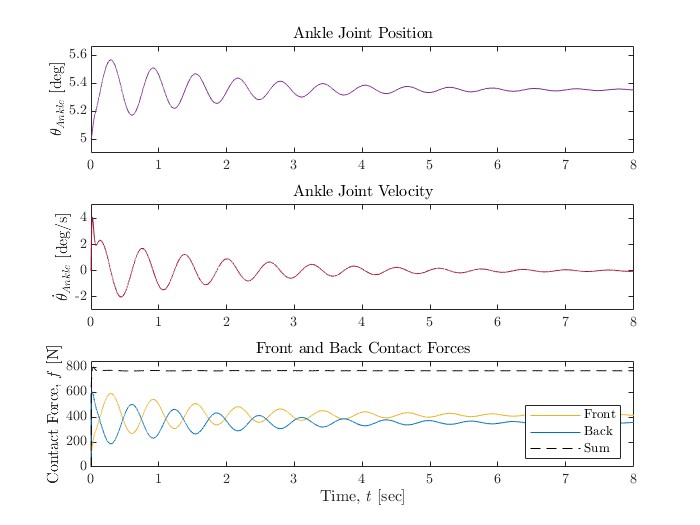 Ankle Joint Position
θAnkle [deg]
5.6
5.4
5.2
5
0 1 2 3 4 5 6 7 8
Ankle Joint Velocity
θ̇Ankle [deg/s]
4
2
0
-2
0 1 2 3 4 5 6 7 8
Front and Back Contact Forces
Contact Force, f [N]
800
600
400
200
0
Front
Back
Sum
0 1 2 3 4 5 6 7 8
Time, t [sec]